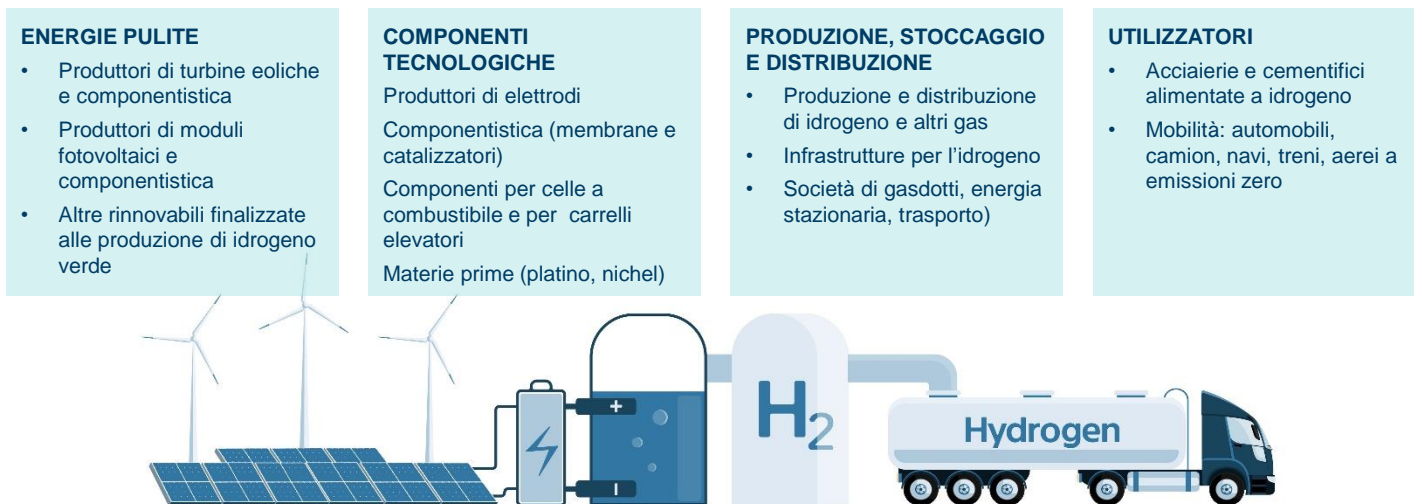 ENERGIE PULITE
• Produttori di turbine eoliche
e componentistica
• Produttori di moduli
fotovoltaici e
componentistica
• Altre rinnovabili finalizzate
alle produzione di idrogeno
verde
COMPONENTI
TECNOLOGICHE
Produttori di elettrodi
Componentistica (membrane e
catalizzatori)
Componenti per celle a
combustibile e per carrelli
elevatori
Materie prime (platino, nichel)
PRODUZIONE, STOCCAGGIO
E DISTRIBUZIONE
• Produzione e distribuzione
di idrogeno e altri gas
• Infrastrutture per l’idrogeno
• Società di gasdotti, energia
stazionaria, trasporto)
UTILIZZATORI
• Acciaierie e cementifici
alimentate a idrogeno
• Mobilità: automobili,
camion, navi, treni, aerei a
emissioni zero
+
H2
Hydrogen